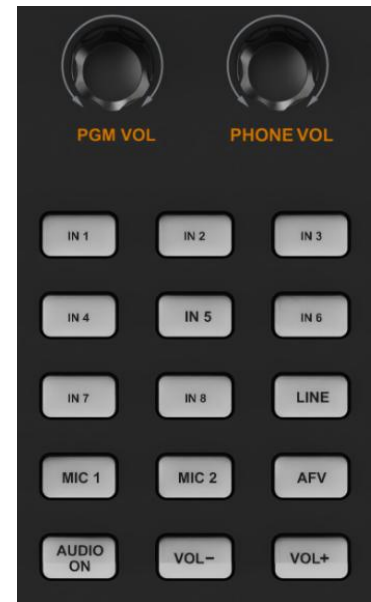 PGM VOL PHONE VOL
IN 1 IN 2 IN 3
IN 4 IN 5 IN 6
IN 7 IN 8 LINE
MIC 1 MIC 2 AFV
AUDIO
ON VOL− VOL+